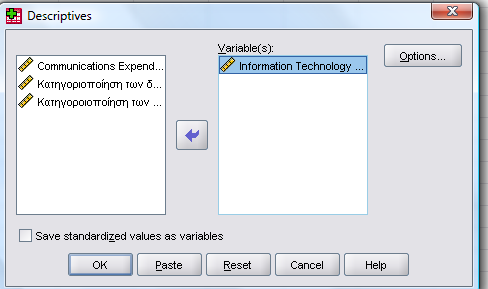 Descriptives
Variable(s):
Communications Expend...
Κατηγοριοποίηση των δ...
Κατηγοροιοποίηση των ...
Information Technology ...
Options...
Save standardized values as variables
OK
Paste
Reset
Cancel
Help